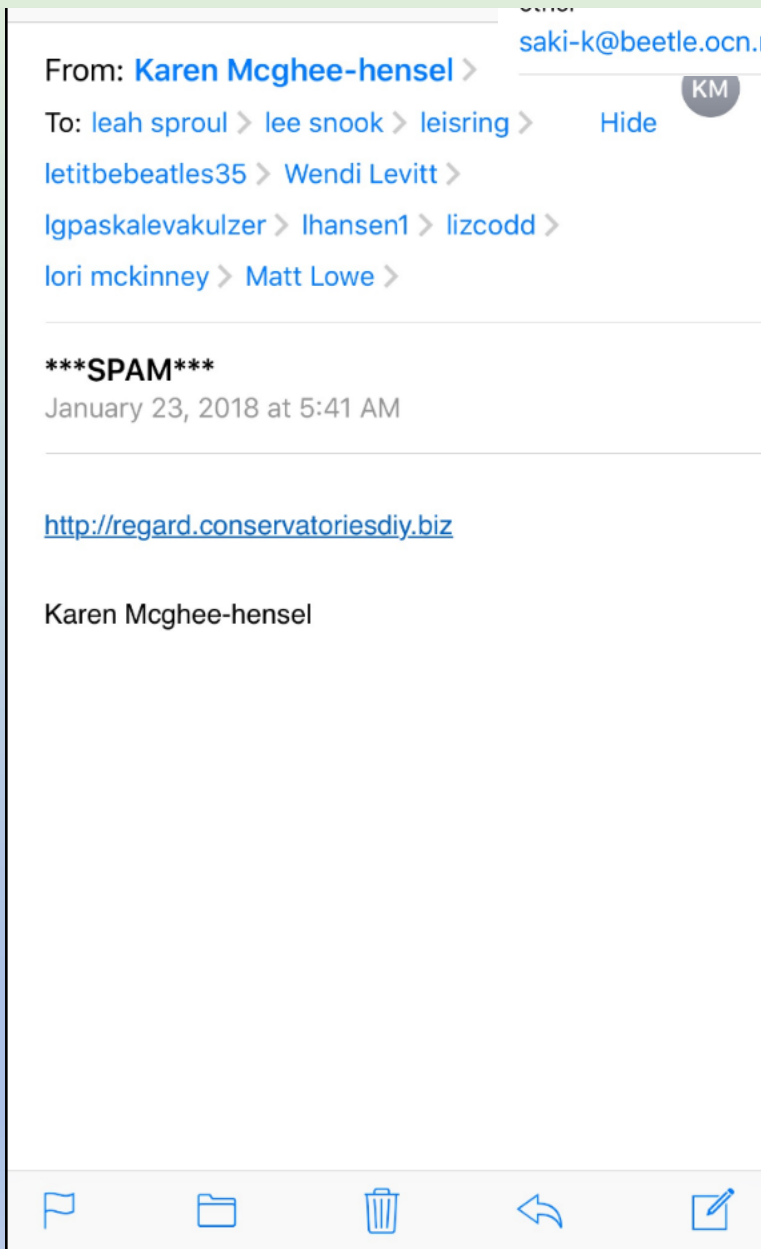 saki-k@beetle.ocn.
From: Karen Mcghee-hensel >
KM
To: leah sproul > lee snook > leisring > Hide
letitbebeatles35 > Wendi Levitt >
lgpaskalevakulzer > lhansen1 > lizcodd >
lori mckinney > Matt Lowe >
***SPAM***
January 23, 2018 at 5:41 AM
http://regard.conservatoriesdiy.biz
Karen Mcghee-hensel